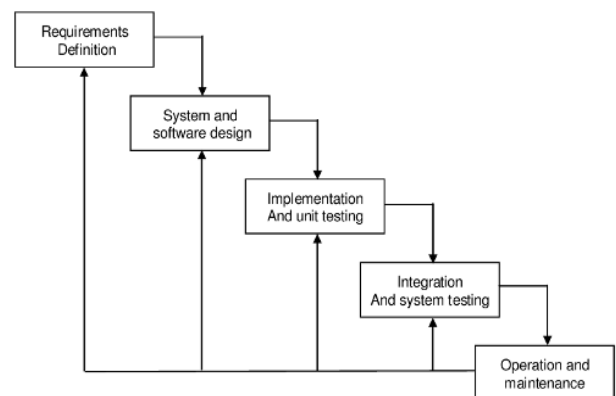 Requirements
Definition
System and
software design
Implementation
And unit testing
Integration
And system testing
Operation and
maintenance